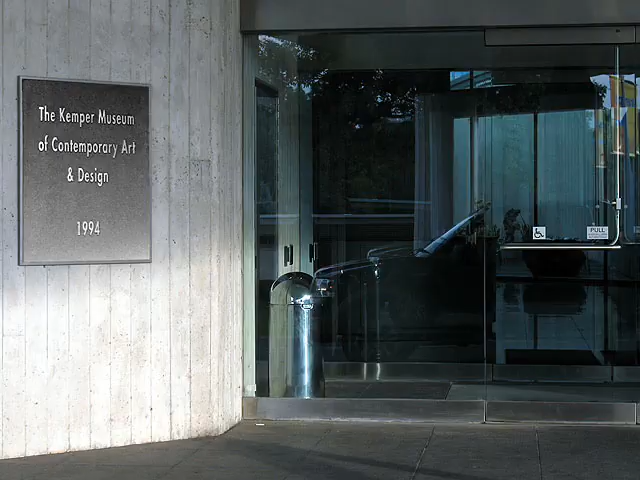 The Kemper Museum
of Contemporary Art
& Design
1994
PULL